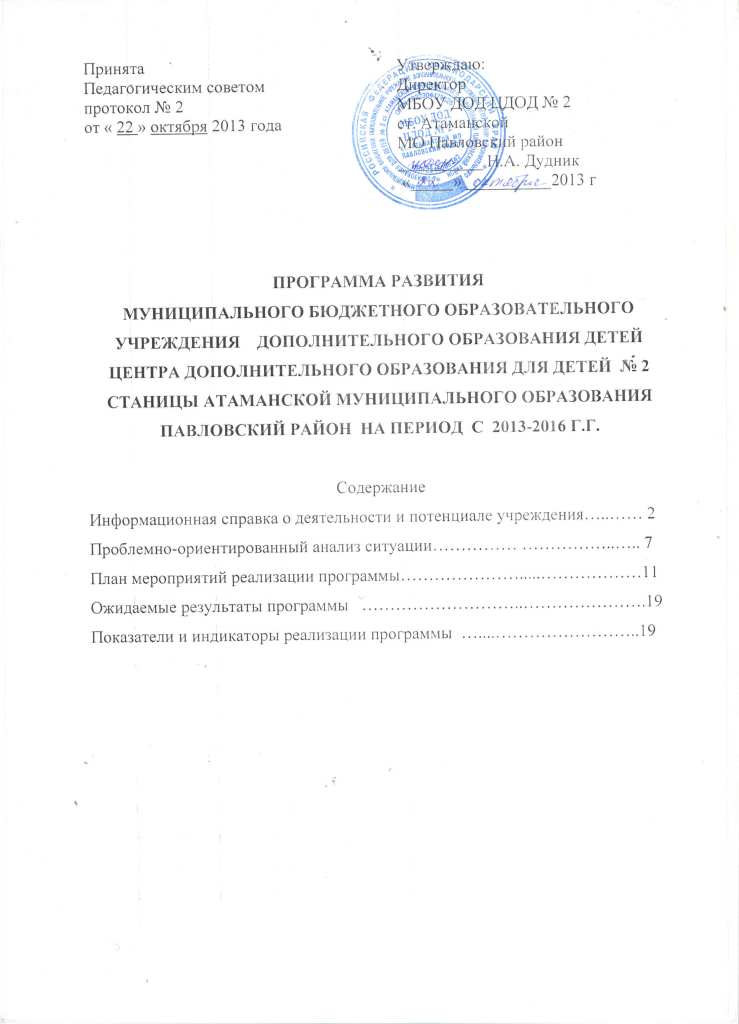 Принята
Педагогическим советом
протокол № 2
от « 22 » октября 2013 года
Утверждаю:
Директор
МБОУ ДОД ЦДОД № 2
ст. Атаманской
МО Павловский район
Н.А. Дудник
« 22 » октября 2013 г
ПРОГРАММА РАЗВИТИЯ
МУНИЦИПАЛЬНОГО БЮДЖЕТНОГО ОБРАЗОВАТЕЛЬНОГО
УЧРЕЖДЕНИЯ ДОПОЛНИТЕЛЬНОГО ОБРАЗОВАНИЯ ДЕТЕЙ
ЦЕНТРА ДОПОЛНИТЕЛЬНОГО ОБРАЗОВАНИЯ ДЛЯ ДЕТЕЙ № 2
СТАНИЦЫ АТАМАНСКОЙ МУНИЦИПАЛЬНОГО ОБРАЗОВАНИЯ
ПАВЛОВСКИЙ РАЙОН НА ПЕРИОД С 2013-2016 Г.Г.
Содержание
Информационная справка о деятельности и потенциале учреждения…..…… 2
Проблемно-ориентированный анализ ситуации…………… ……………..….. 7
План мероприятий реализации программы…………………....………………11
Ожидаемые результаты программы ………………………..………………….19
Показатели и индикаторы реализации программы …...……………………..19